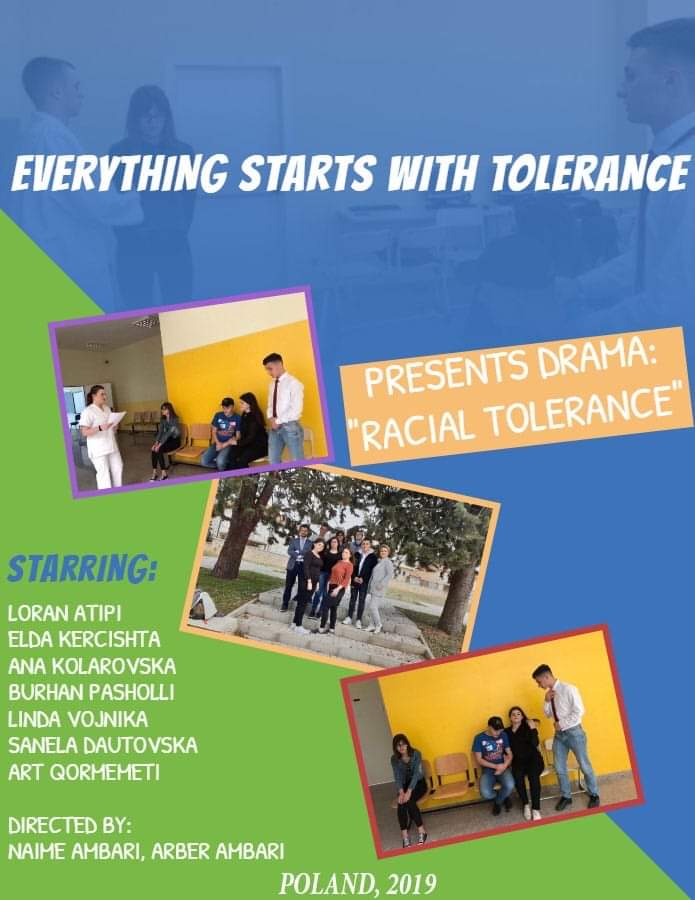 EVERYTHING STARTS WITH TOLERANCE
PRESENTS DRAMA:
"RACIAL TOLERANCE"
STARRING:
LORAN ATIPI
ELDA KERCISHTA
ANA KOLAROVSKA
BURHAN PASHOLLI
LINDA VOJNIKA
SANELA DAUTOVSKA
ART QORMEMETI
DIRECTED BY:
NAIME AMBARI, ARBER AMBARI
POLAND, 2019